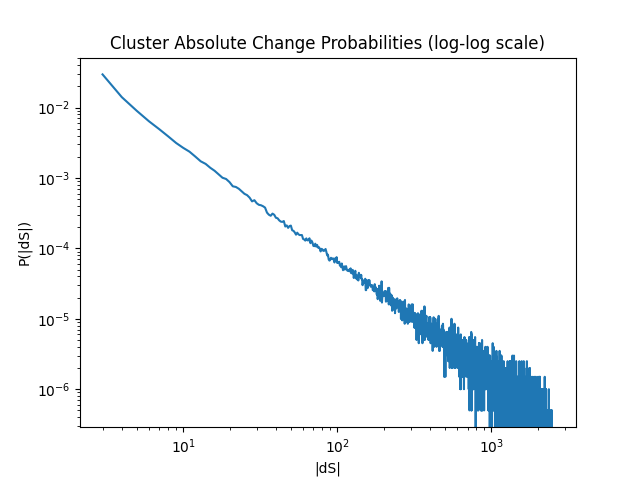 Cluster Absolute Change Probabilities (log-log scale)
P(|dS|)
10⁻²
10⁻³
10⁻⁴
10⁻⁵
10⁻⁶
10¹ 10² 10³
|dS|